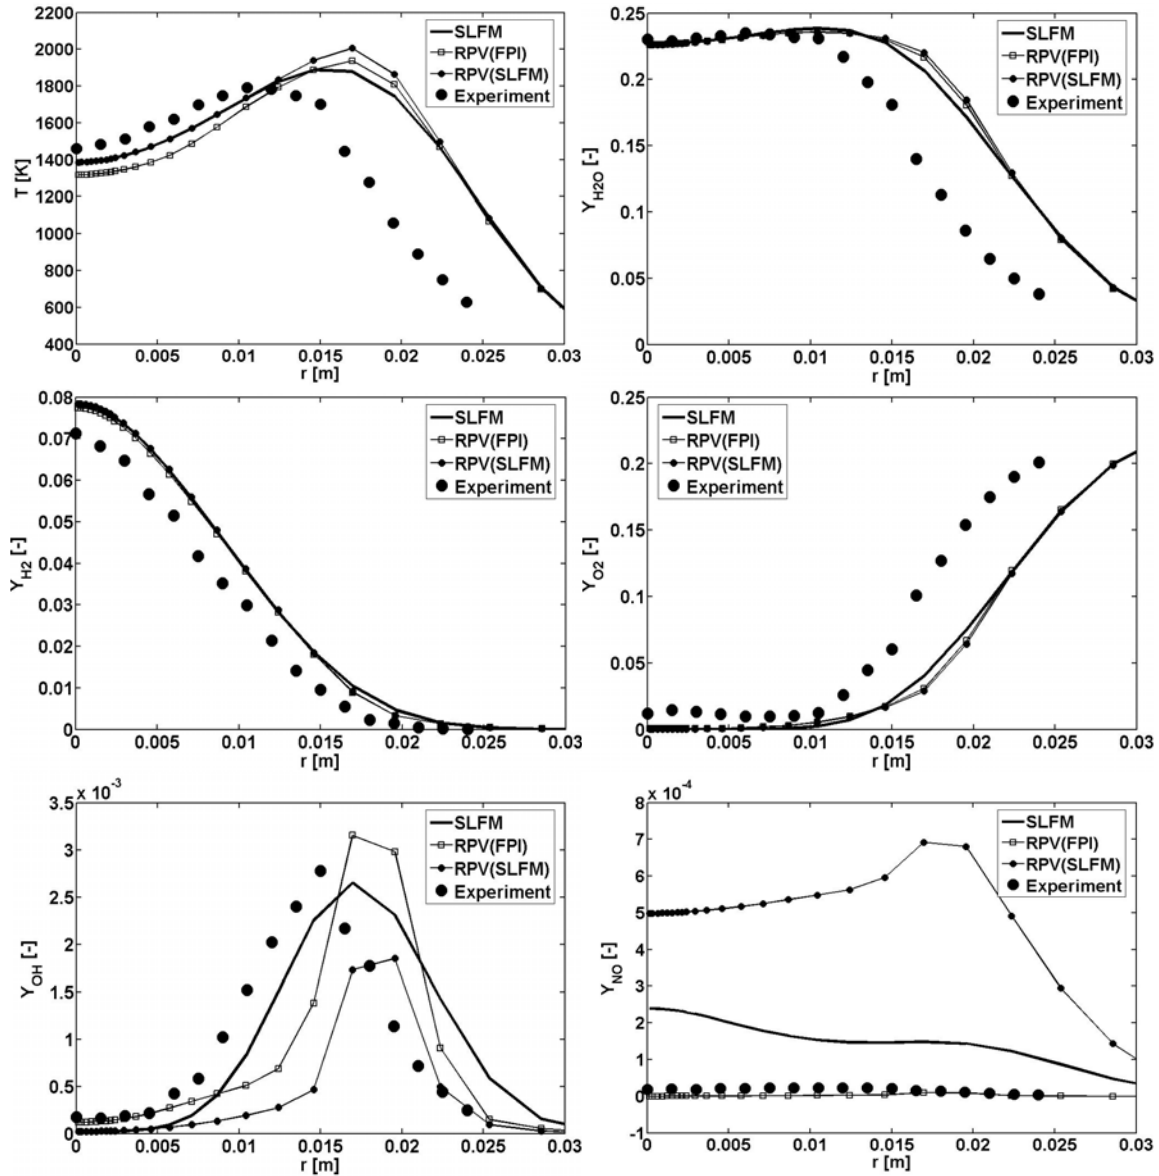 2200
2000
1800
1600
1400
1200
1000
800
600
400
T [K]
0 0.005 0.01 0.015 0.02 0.025 0.03
r [m]
SLFM
RPV(FPI)
RPV(SLFM)
Experiment
0.25
0.2
0.15
0.1
0.05
0
Y_H2O [-]
0 0.005 0.01 0.015 0.02 0.025 0.03
r [m]
SLFM
RPV(FPI)
RPV(SLFM)
Experiment
0.08
0.07
0.06
0.05
0.04
0.03
0.02
0.01
0
Y_H2 [-]
0 0.005 0.01 0.015 0.02 0.025 0.03
r [m]
SLFM
RPV(FPI)
RPV(SLFM)
Experiment
0.25
0.2
0.15
0.1
0.05
0
Y_O2 [-]
0 0.005 0.01 0.015 0.02 0.025 0.03
r [m]
SLFM
RPV(FPI)
RPV(SLFM)
Experiment
x 10^-3
3.5
3
2.5
2
1.5
1
0.5
0
Y_OH [-]
0 0.005 0.01 0.015 0.02 0.025 0.03
r [m]
SLFM
RPV(FPI)
RPV(SLFM)
Experiment
x 10^-4
8
7
6
5
4
3
2
1
0
-1
Y_NO [-]
0 0.005 0.01 0.015 0.02 0.025 0.03
r [m]
SLFM
RPV(FPI)
RPV(SLFM)
Experiment